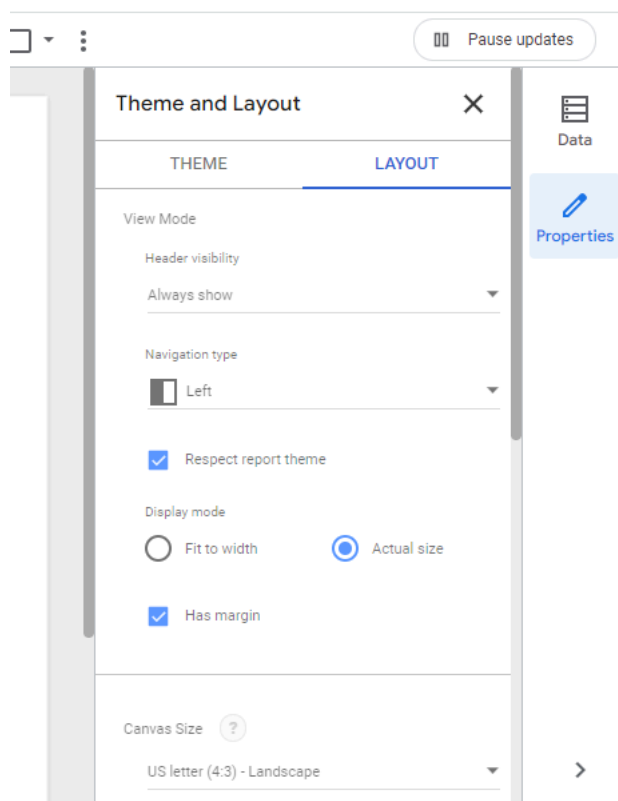 Pause updates
Theme and Layout
Data
THEME LAYOUT
Properties
View Mode
Header visibility
Always show
Navigation type
Left
Respect report theme
Display mode
Fit to width Actual size
Has margin
Canvas Size ?
US letter (4:3) - Landscape